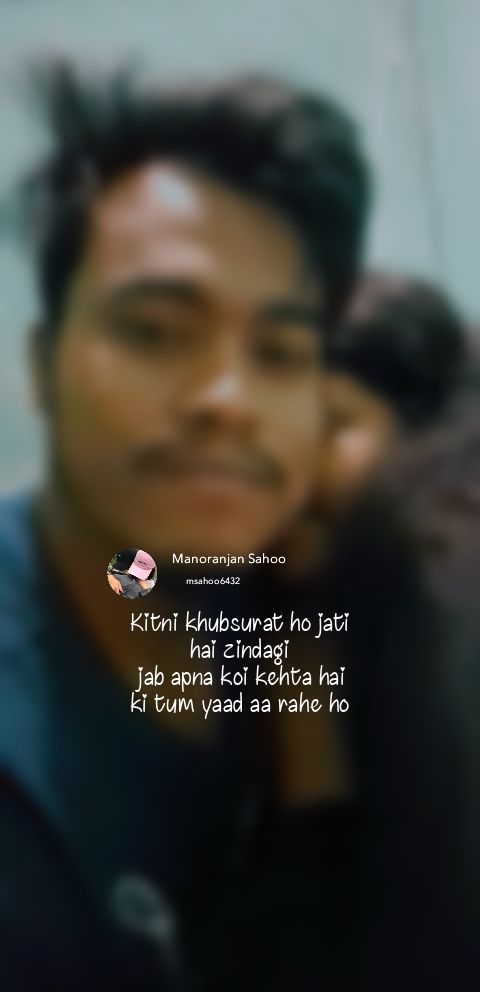 Manoranjan Sahoo
msahoo6432
Kitni khubsurat ho jati
hai zindagi
jab apna koi kehta hai
ki tum yaad aa rahe ho